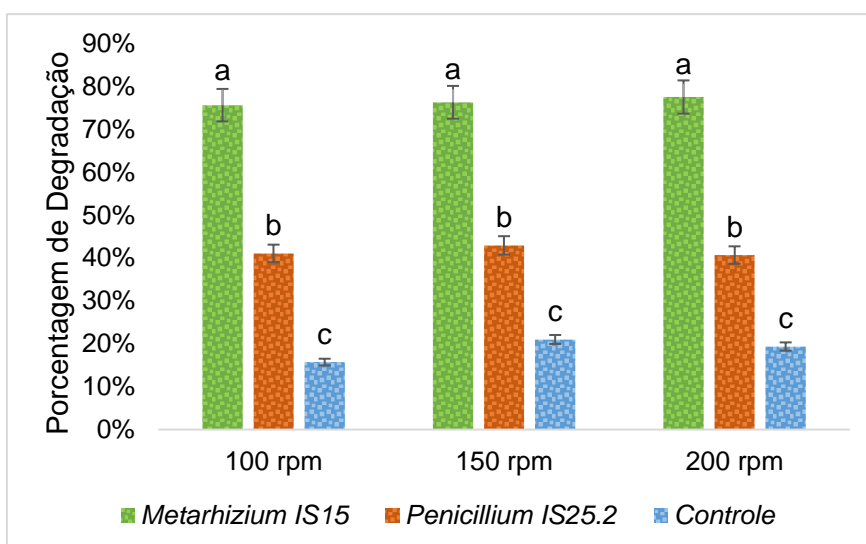 Porcentagem de Degradação
90%
80%
70%
60%
50%
40%
30%
20%
10%
0%
a
b
c
a
b
c
a
b
c
100 rpm
150 rpm
200 rpm
Metarhizium IS15
Penicillium IS25.2
Controle